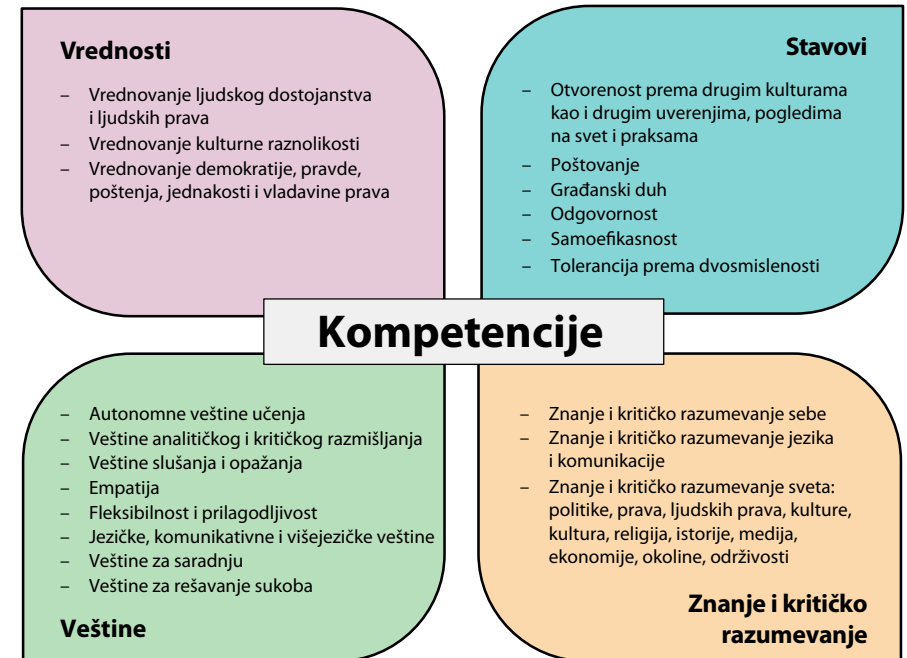 Vrednosti
– Vrednovanje ljudskog dostojanstva
i ljudskih prava
– Vrednovanje kulturne raznolikosti
– Vrednovanje demokratije, pravde,
poštenja, jednakosti i vladavine prava
Stavovi
– Otvorenost prema drugim kulturama
kao i drugim uverenjima, pogledima
na svet i praksama
– Poštovanje
– Građanski duh
– Odgovornost
– Samoefikasnost
– Tolerancija prema dvosmislenosti
Kompetencije
– Autonomne veštine učenja
– Veštine analitičkog i kritičkog razmišljanja
– Veštine slušanja i opažanja
– Empatija
– Fleksibilnost i prilagodljivost
– Jezičke, komunikativne i višejezičke veštine
– Veštine za saradnju
– Veštine za rešavanje sukoba
Veštine
– Znanje i kritičko razumevanje sebe
– Znanje i kritičko razumevanje jezika
i komunikacije
– Znanje i kritičko razumevanje sveta:
politike, prava, ljudskih prava, kulture,
kultura, religija, istorije, medija,
ekonomije, okoline, održivosti
Znanje i kritičko
razumevanje